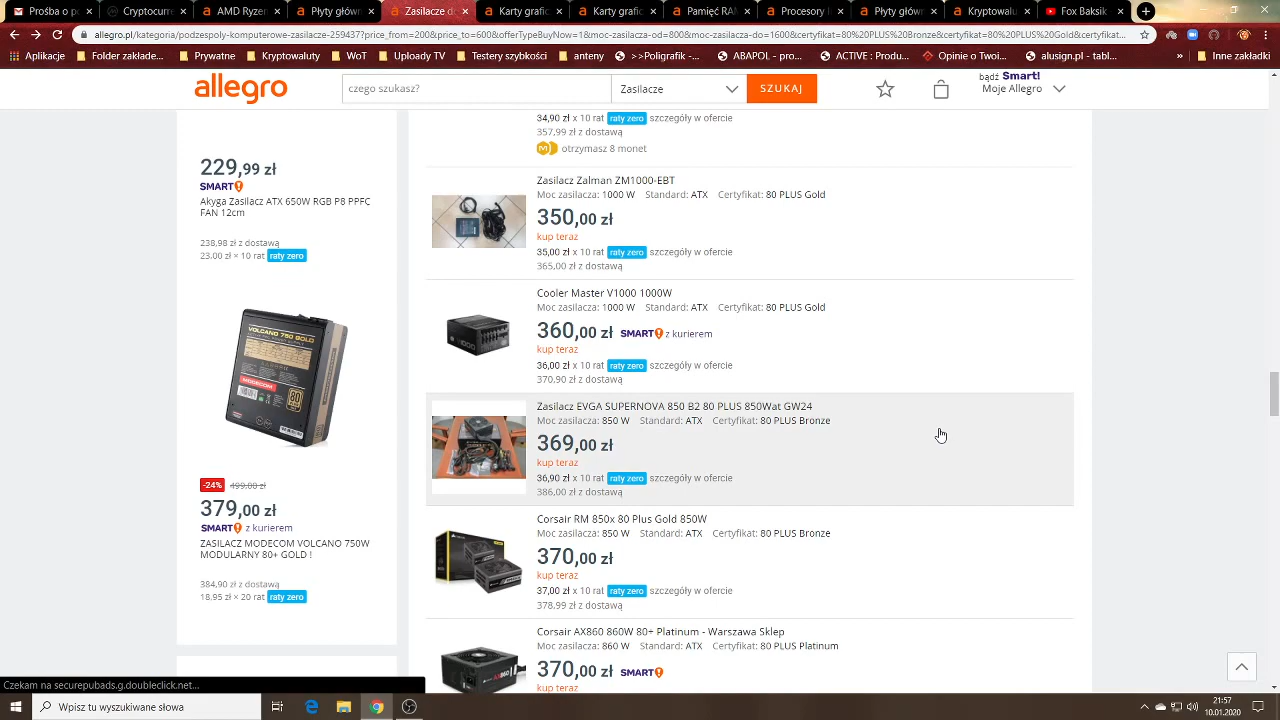 Prośba o p
Cryptocurre
AMD Ryzen
Płyty główn
Zasilacze do
Karty grafic
Karty grafic
Pamięć RAM
Procesory i
Płyty główn
Kryptowalu
Fox Balski
allegro.pl/kategoria/podzespoly-komputerowe-zasilacze-259437?price_from=200&price_to=600&offerTypeBuyNow=1&moc-zasilacza-od=800&moc-zasilacza-do=1600&certyfikat=80%20PLUS%20Bronze&certyfikat=80%20PLUS%20Gold&certyfikat...
Aplikacje
Kwanty
WoT
Uploady TV
Testery szybkości
anteny
>>Poligrafik-...
ABAPOL - prod...
ACTIVE : Produ...
Opinie o Twoim...
alusign.pl - tabl...
Inne zakładki
allegro
czego szukasz?
Zasilacze
SZUKAJ
bądź Smart!
Moje Allegro
34,90 zł x 10 rat raty zero szczegóły w ofercie
357,99 zł z dostawą
otrzymasz 8 monet
229,99 zł
SMART!
Akyga Zasilacz ATX 650W RGB P8 PPFC
FAN 12cm
238,98 zł z dostawą
23,00 zł × 10 rat raty zero
VOLCANO 750 GOLD
MODECOM
80
-24% 499,00 zł
379,00 zł
SMART! z kurierem
ZASILACZ MODECOM VOLCANO 750W
MODULARNY 80+ GOLD !
384,90 zł z dostawą
18,95 zł × 20 rat raty zero
Zasilacz Zalman ZM1000-EBT
Moc zasilacza: 1000 W Standard: ATX Certyfikat: 80 PLUS Gold
350,00 zł
kup teraz
35,00 zł x 10 rat raty zero szczegóły w ofercie
365,00 zł z dostawą
Cooler Master V1000 1000W
Moc zasilacza: 1000 W Standard: ATX Certyfikat: 80 PLUS Gold
360,00 zł SMART! z kurierem
kup teraz
36,00 zł x 10 rat raty zero szczegóły w ofercie
370,90 zł z dostawą
Zasilacz EVGA SUPERNOVA 850 B2 80 PLUS 850Wat GW24
Moc zasilacza: 850 W Standard: ATX Certyfikat: 80 PLUS Bronze
369,00 zł
kup teraz
36,90 zł x 10 rat raty zero szczegóły w ofercie
386,00 zł z dostawą
Corsair RM 850x 80 Plus Gold 850W
Moc zasilacza: 850 W Standard: ATX Certyfikat: 80 PLUS Bronze
370,00 zł
kup teraz
37,00 zł x 10 rat raty zero szczegóły w ofercie
378,99 zł z dostawą
Corsair AX860 860W 80+ Platinum - Warszawa Sklep
Moc zasilacza: 860 W Standard: ATX Certyfikat: 80 PLUS Platinum
370,00 zł SMART!
kup teraz
Czekam na securepubads.g.doubleclick.net...
Wpisz tu wyszukiwane słowa
21:57
10.01.2020